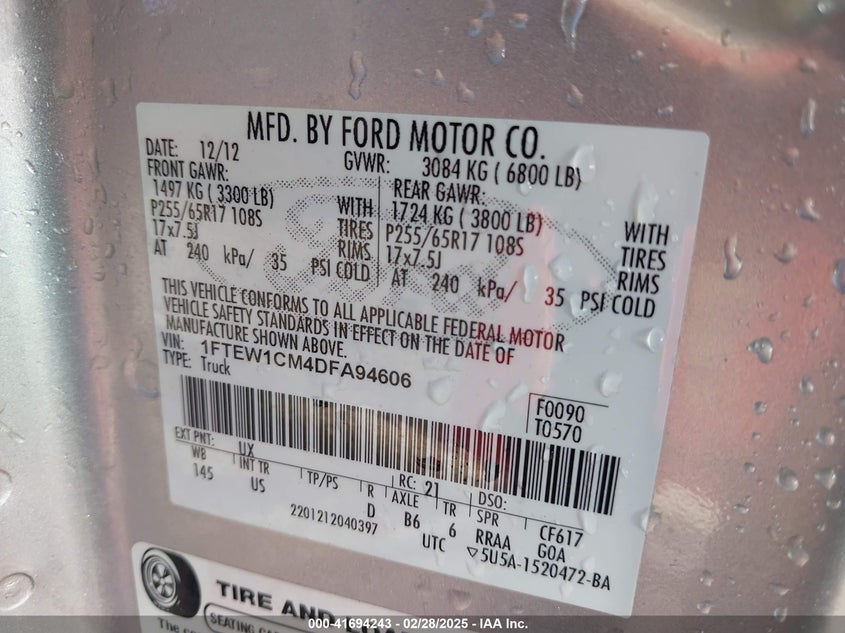 MFD. BY FORD MOTOR CO.
DATE: 12/12 GVWR: 3084 KG ( 6800 LB)
FRONT GAWR: REAR GAWR:
1497 KG ( 3300 LB) WITH 1724 KG ( 3800 LB) WITH
P255/65R17 108S TIRES P255/65R17 108S TIRES
17x7.5J RIMS 17x7.5J RIMS
AT 240 kPa/ 35 PSI COLD AT 240 kPa/ 35 PSI COLD
THIS VEHICLE CONFORMS TO ALL APPLICABLE FEDERAL MOTOR
VEHICLE SAFETY STANDARDS IN EFFECT ON THE DATE OF
MANUFACTURE SHOWN ABOVE.
VIN: 1FTEW1CM4DFA94606
TYPE: Truck
F0090
T0570
EXT PNT: UX RC: 21 DSO:
WB INT TR TP/PS R AXLE TR SPR CF617
145 US D B6 6 RRAA G0A
2201212040397 UTC ▽5U5A-1520472-BA
TIRE AND
SEATING
The
000-41694243 / 02/28/2025 - IAA Inc.